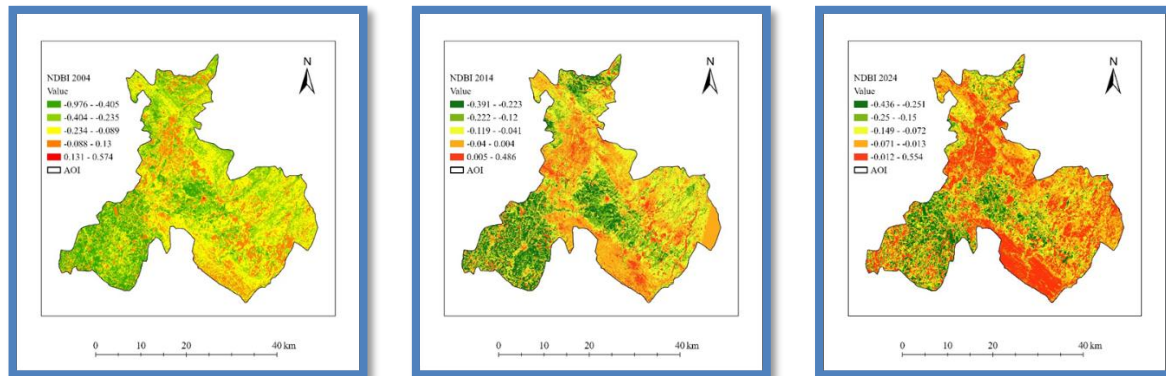 N
NDBI 2004
Value
-0.976 - -0.405
-0.404 - -0.235
-0.234 - -0.089
-0.088 - 0.13
0.131 - 0.574
AOI
0 10 20 40 km
N
NDBI 2014
Value
-0.391 - -0.223
-0.222 - -0.12
-0.119 - -0.041
-0.04 - 0.004
0.005 - 0.486
AOI
0 10 20 40 km
N
NDBI 2024
Value
-0.436 - -0.251
-0.25 - -0.15
-0.149 - -0.072
-0.071 - -0.013
-0.012 - 0.554
AOI
0 10 20 40 km